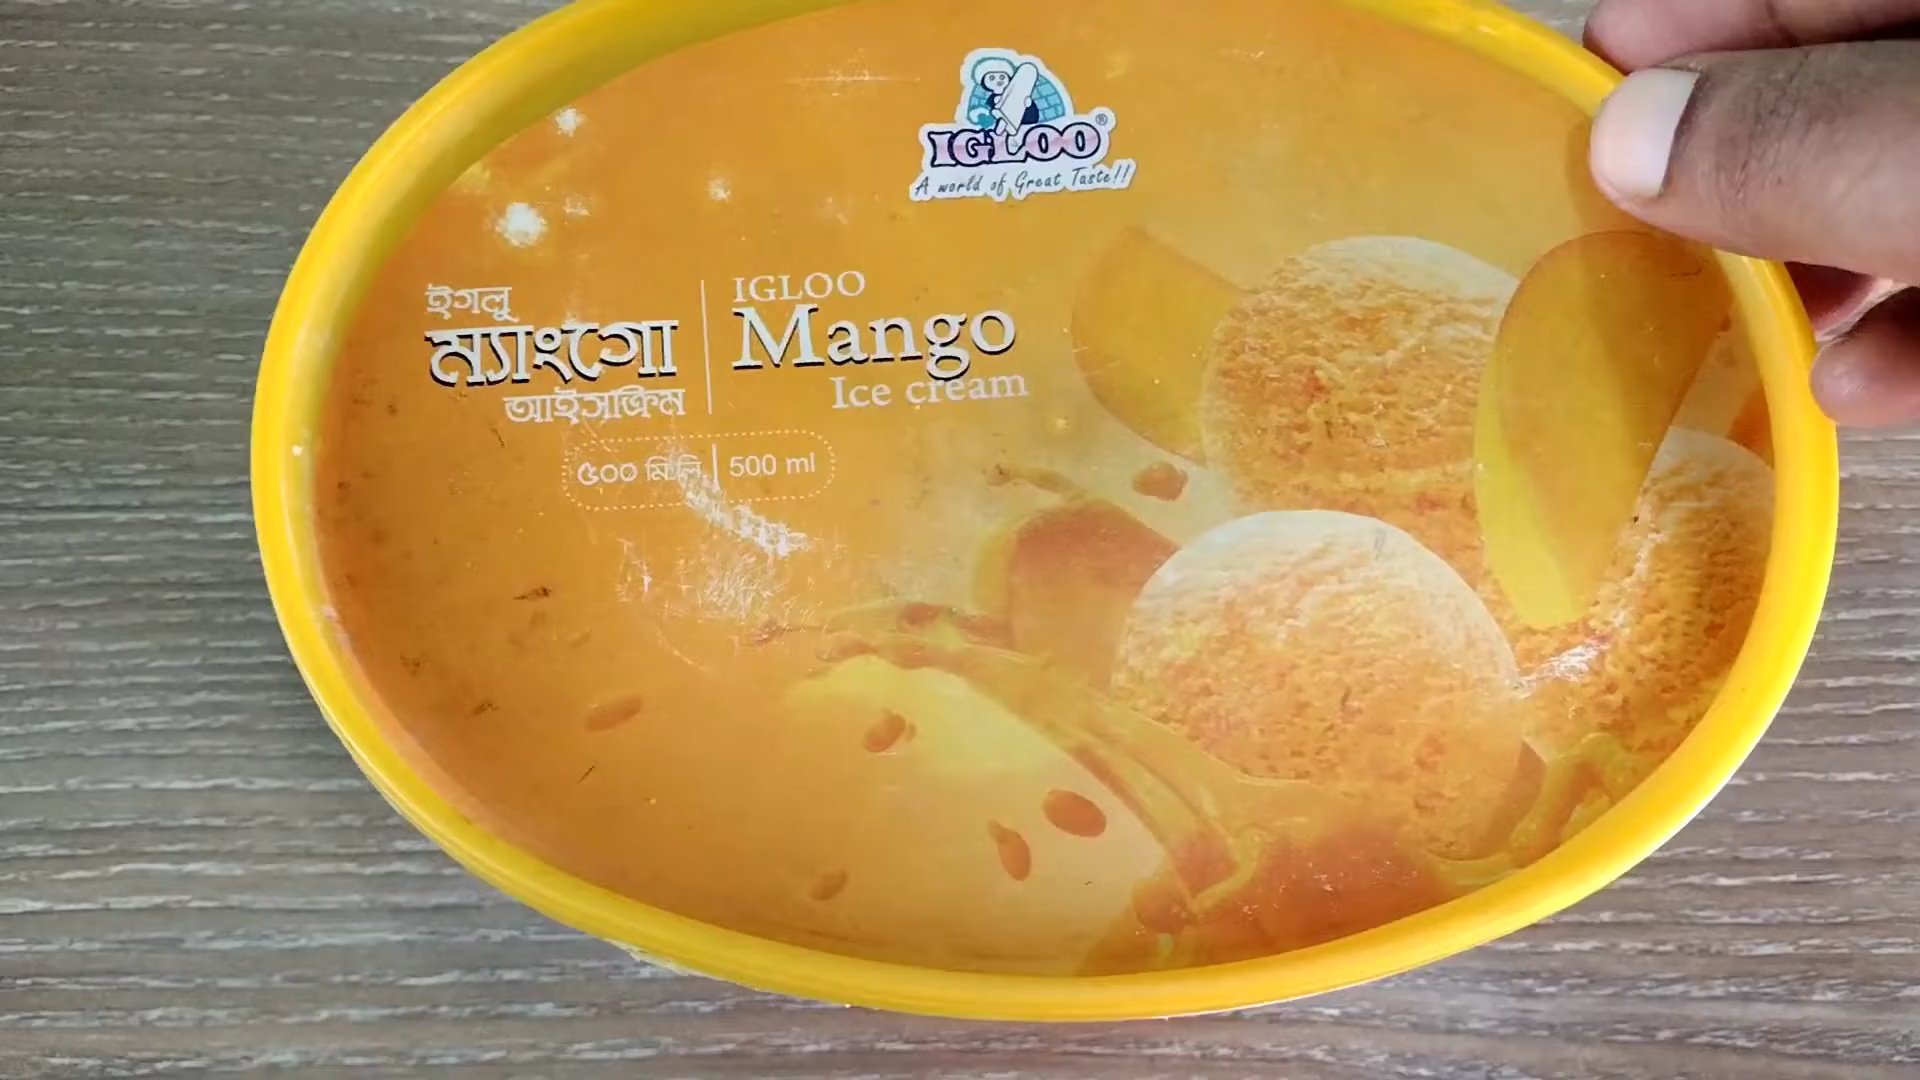 IGLOO®
A world of Great Taste!!
ইগলু
ম্যাংগো
আইসক্রিম
IGLOO
Mango
Ice cream
৫০০ মি.লি. | 500 ml